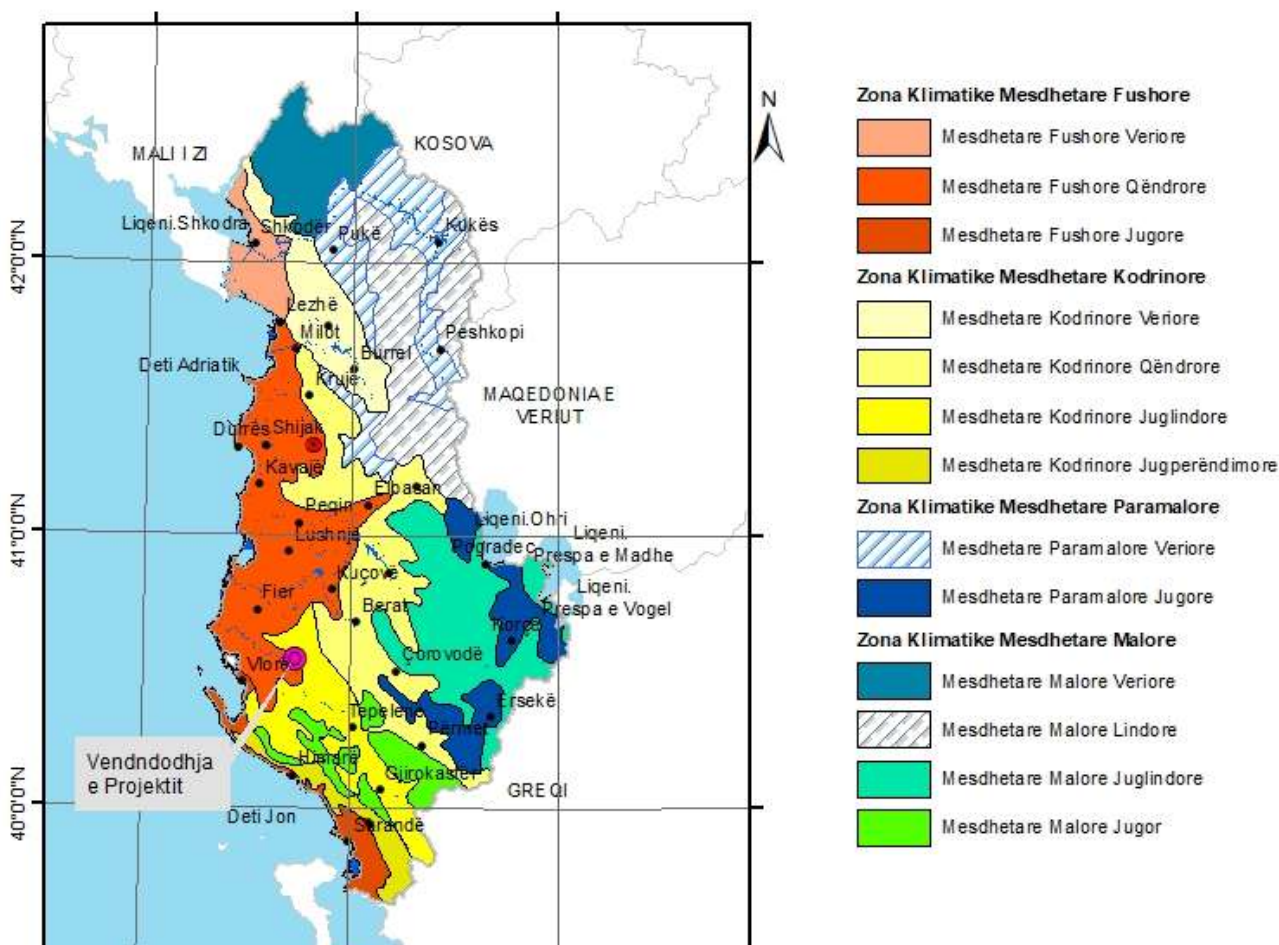 MALI I ZI
KOSOVA
N
Liqeni.Shkodra
Shkodër
Pukë
Kukës
42°0'0"N
Lezhë
Milot
Burrel
Peshkopi
Deti Adriatik
Krujë
MAQEDONIA E
VERIUT
Durrës
Shijak
Kavajë
Elbasan
Peqin
41°0'0"N
Liqeni.Ohri
Lushnjë
Pogradec
Liqeni.
Prespa e Madhe
Kuçovë
Liqeni.
Prespa e Vogel
Fier
Berat
Korçë
Vlorë
Çorovodë
Ersekë
Tepelenë
Përmet
Vendndodhja
e Projektit
Himarë
Gjirokastër
GREQI
40°0'0"N
Deti Jon
Sarandë
Zona Klimatike Mesdhetare Fushore
Mesdhetare Fushore Veriore
Mesdhetare Fushore Qëndrore
Mesdhetare Fushore Jugore
Zona Klimatike Mesdhetare Kodrinore
Mesdhetare Kodrinore Veriore
Mesdhetare Kodrinore Qëndrore
Mesdhetare Kodrinore Juglindore
Mesdhetare Kodrinore Jugperëndimore
Zona Klimatike Mesdhetare Paramalore
Mesdhetare Paramalore Veriore
Mesdhetare Paramalore Jugore
Zona Klimatike Mesdhetare Malore
Mesdhetare Malore Veriore
Mesdhetare Malore Lindore
Mesdhetare Malore Juglindore
Mesdhetare Malore Jugor